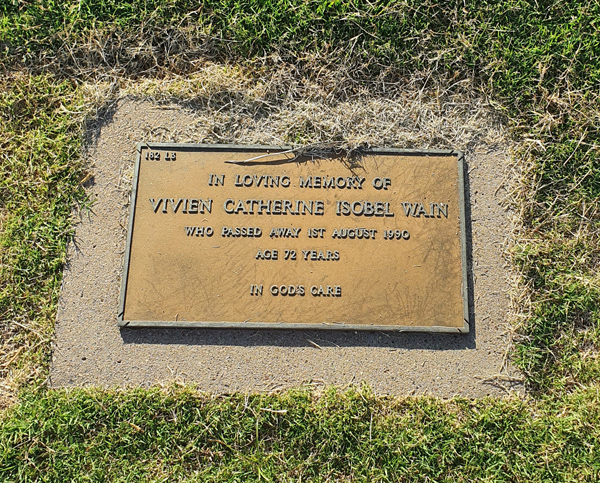 182 L3
IN LOVING MEMORY OF
VIVIEN CATHERINE ISOBEL WAIN
WHO PASSED AWAY 1ST AUGUST 1990
AGE 72 YEARS
IN GOD'S CARE